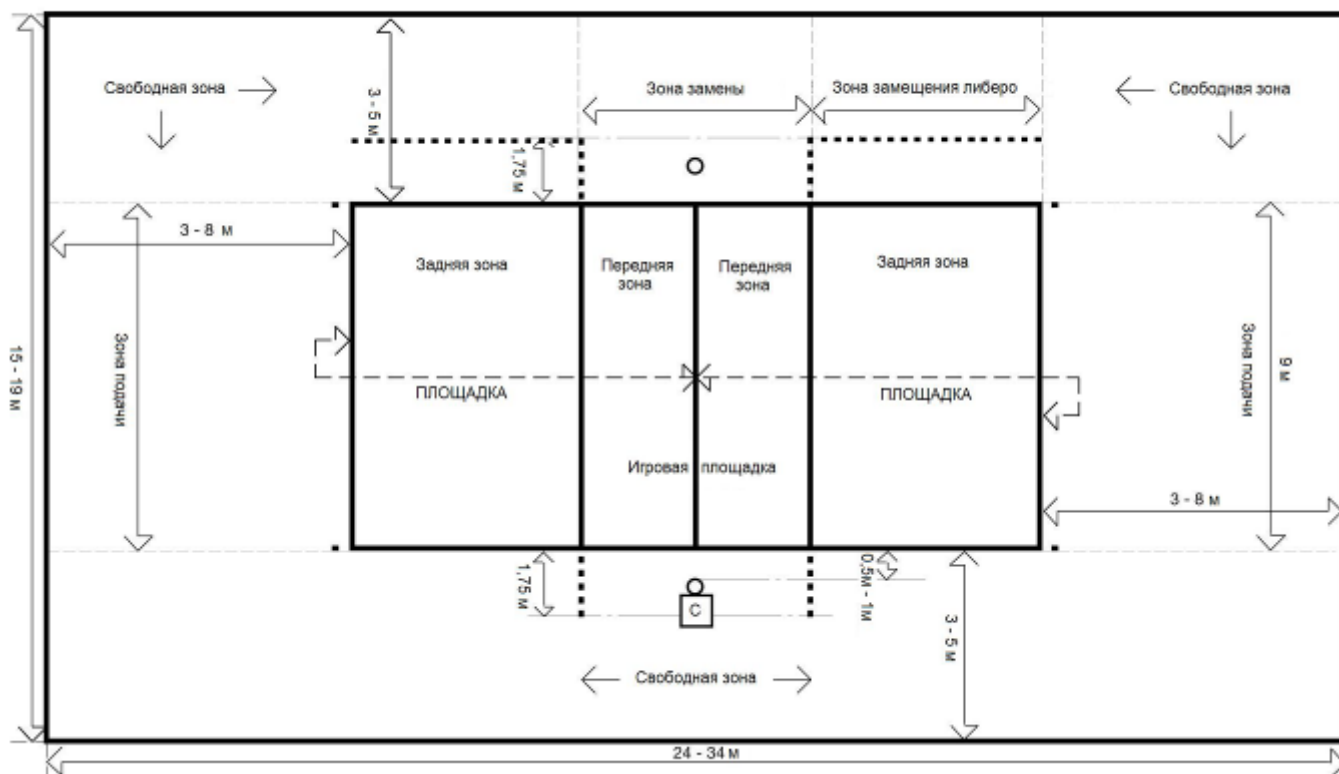 Свободная зона
3 - 5 м
Зона замены
Зона замещения либеро
Свободная зона
1,75 м
3 - 8 м
Задняя зона
Передняя
зона
Передняя
зона
Задняя зона
15 - 19 м
Зона подачи
ПЛОЩАДКА
ПЛОЩАДКА
Зона подачи
9 м
Игровая площадка
3 - 8 м
1,75 м
С
0,5м - 1м
3 - 5 м
Свободная зона
24 - 34 м